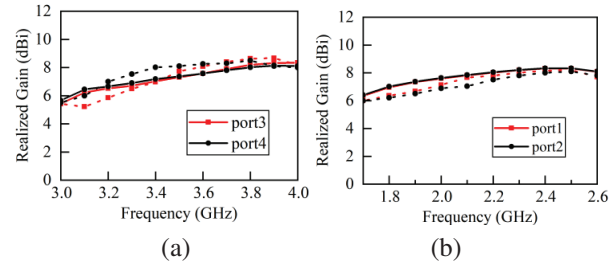 Realized Gain (dBi)
12
10
8
6
4
2
0
port3
port4
3.0 3.2 3.4 3.6 3.8 4.0
Frequency (GHz)
(a)
Realized Gain (dBi)
12
10
8
6
4
2
0
port1
port2
1.8 2.0 2.2 2.4 2.6
Frequency (GHz)
(b)